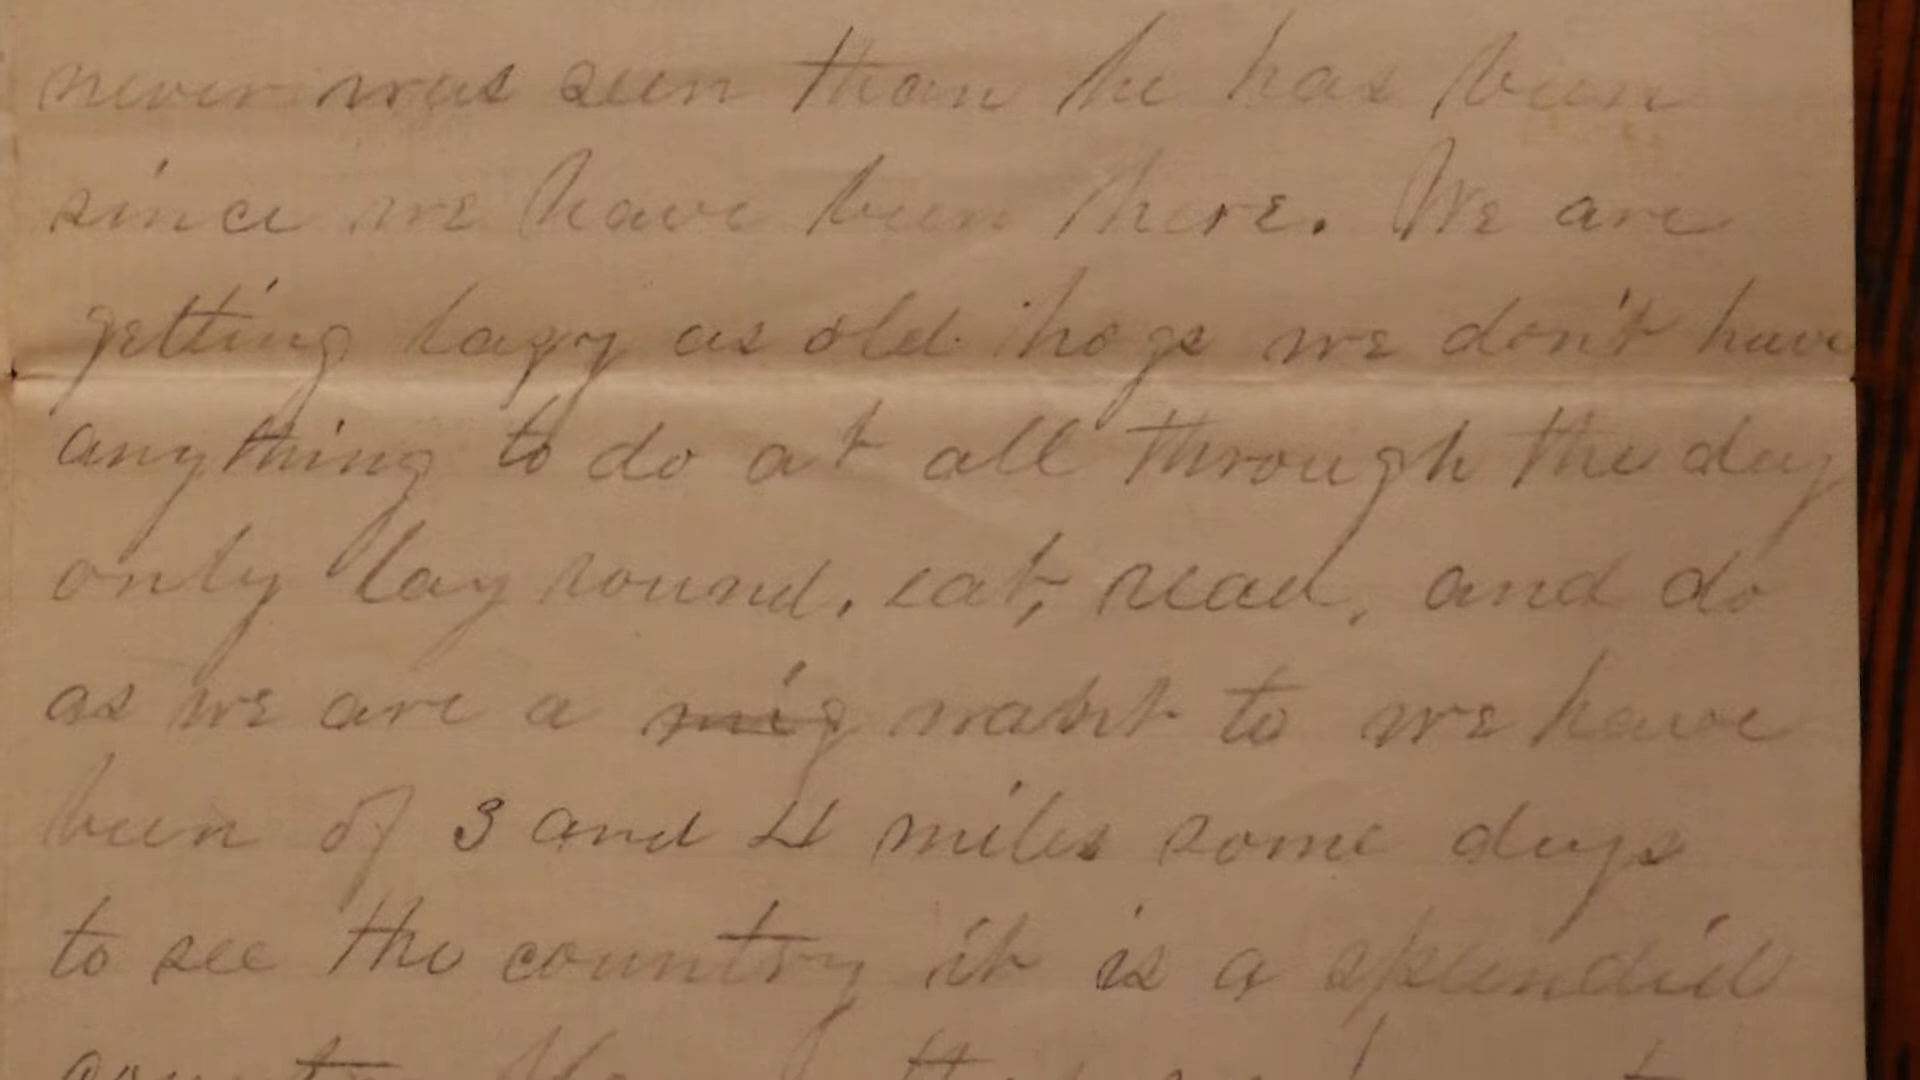 never was seen than he has been
since we have been here. We are
getting lazy as old hogs we don't have
anything to do at all through the day
only lay round, eat, read, and do
as we are a mig want to we have
been of 3 and 4 miles some days
to see the country it is a splendid